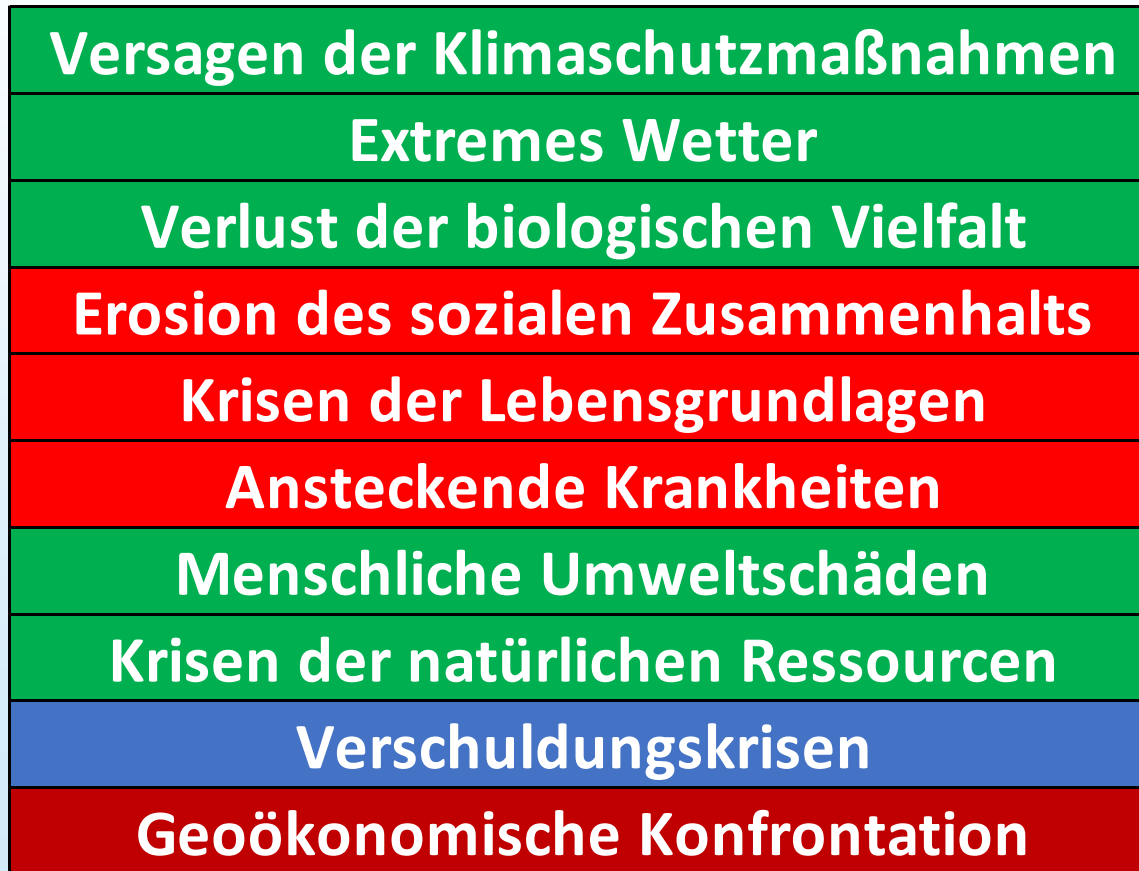 Versagen der Klimaschutzmaßnahmen
Extremes Wetter
Verlust der biologischen Vielfalt
Erosion des sozialen Zusammenhalts
Krisen der Lebensgrundlagen
Ansteckende Krankheiten
Menschliche Umweltschäden
Krisen der natürlichen Ressourcen
Verschuldungskrisen
Geoökonomische Konfrontation